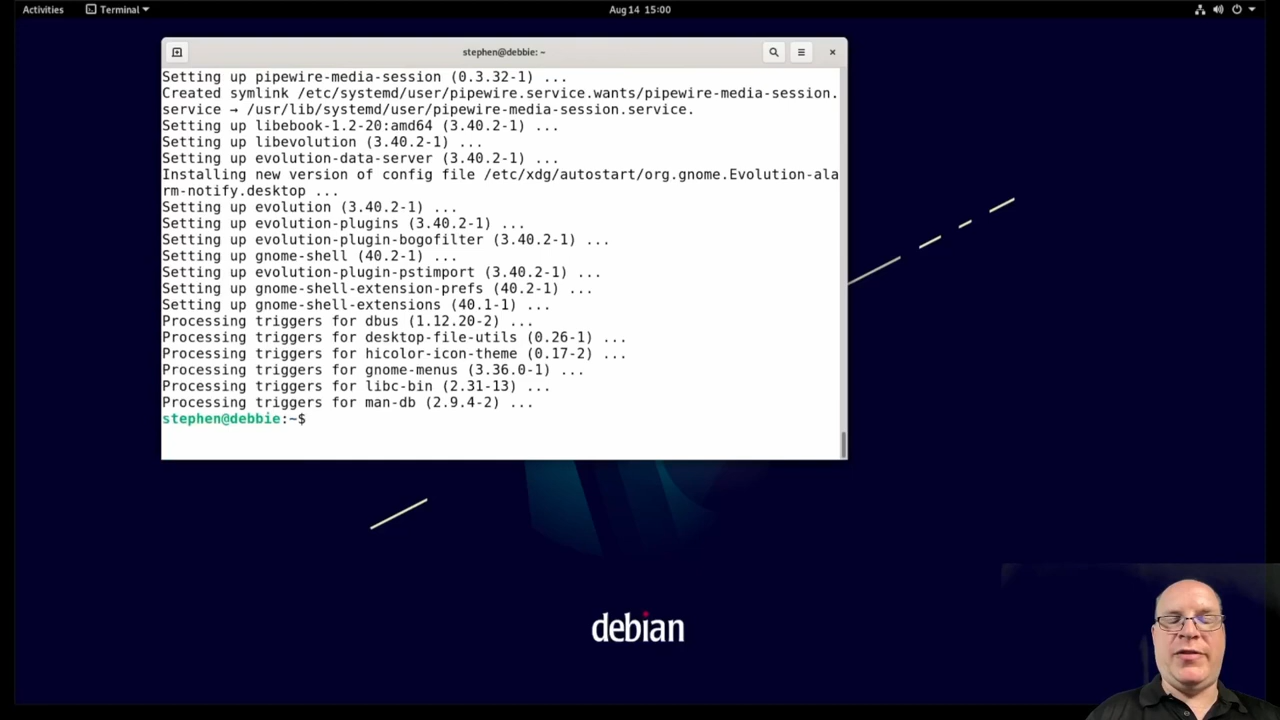 Activities
Terminal
Aug 14 15:00
stephen@debbie: ~
Setting up pipewire-media-session (0.3.32-1) ...
Created symlink /etc/systemd/user/pipewire.service.wants/pipewire-media-session.
service → /usr/lib/systemd/user/pipewire-media-session.service.
Setting up libebook-1.2-20:amd64 (3.40.2-1) ...
Setting up libevolution (3.40.2-1) ...
Setting up evolution-data-server (3.40.2-1) ...
Installing new version of config file /etc/xdg/autostart/org.gnome.Evolution-ala
rm-notify.desktop ...
Setting up evolution (3.40.2-1) ...
Setting up evolution-plugins (3.40.2-1) ...
Setting up evolution-plugin-bogofilter (3.40.2-1) ...
Setting up gnome-shell (40.2-1) ...
Setting up evolution-plugin-pstimport (3.40.2-1) ...
Setting up gnome-shell-extension-prefs (40.2-1) ...
Setting up gnome-shell-extensions (40.1-1) ...
Processing triggers for dbus (1.12.20-2) ...
Processing triggers for desktop-file-utils (0.26-1) ...
Processing triggers for hicolor-icon-theme (0.17-2) ...
Processing triggers for gnome-menus (3.36.0-1) ...
Processing triggers for libc-bin (2.31-13) ...
Processing triggers for man-db (2.9.4-2) ...
stephen@debbie:~$
debian